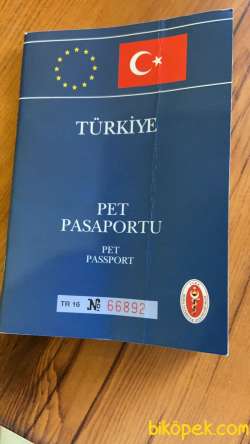 TÜRKİYE
PET
PASAPORTU
PET
PASSPORT
TR 16 № 66892
biköpek.com